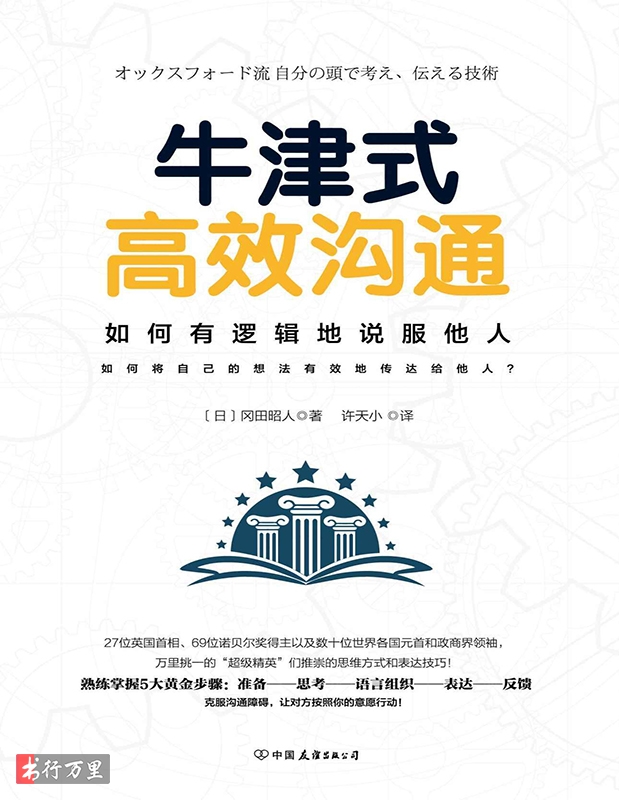 オックスフォード流 自分の頭で考え、伝える技術
牛津式
高效沟通
如何有逻辑地说服他人
如何将自己的想法有效地传达给他人？
〔日〕冈田昭人◎著 许天小◎译
27位英国首相、69位诺贝尔奖得主以及数十位世界各国元首和政商界领袖，
万里挑一的“超级精英”们推崇的思维方式和表达技巧！
熟练掌握5大黄金步骤：准备——思考——语言组织——表达——反馈
克服沟通障碍，让对方按照你的意愿行动！
中国友谊出版公司
书行万里